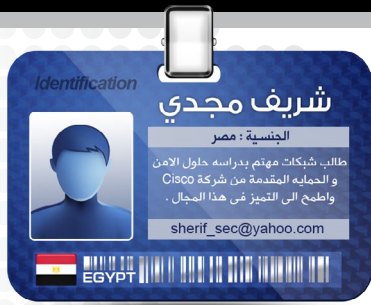 Identification
شريف مجدي
الجنسية : مصر
طالب شبكات مهتم بدراسه حلول الامن
و الحمايه المقدمة من شركة Cisco
واطمح الى التميز فى هذا المجال .
sherif_sec@yahoo.com
EGYPT